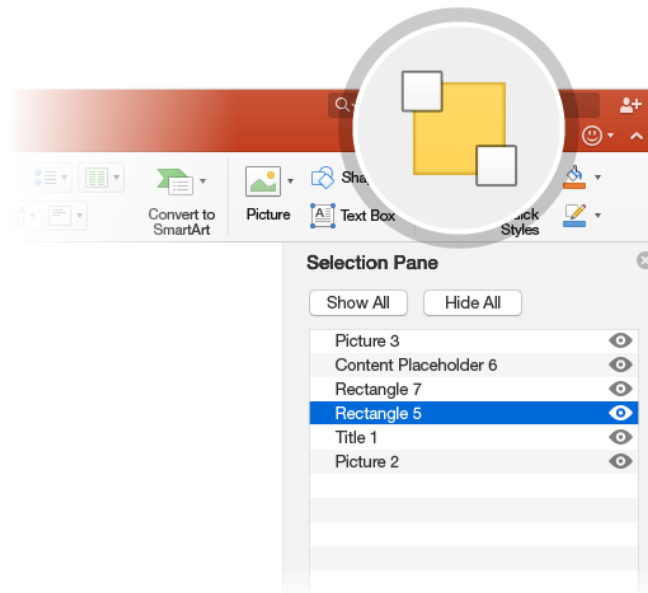 Sha
Convert to
SmartArt
Picture
Text Box
Styles
Selection Pane
Show All
Hide All
Picture 3
Content Placeholder 6
Rectangle 7
Rectangle 5
Title 1
Picture 2